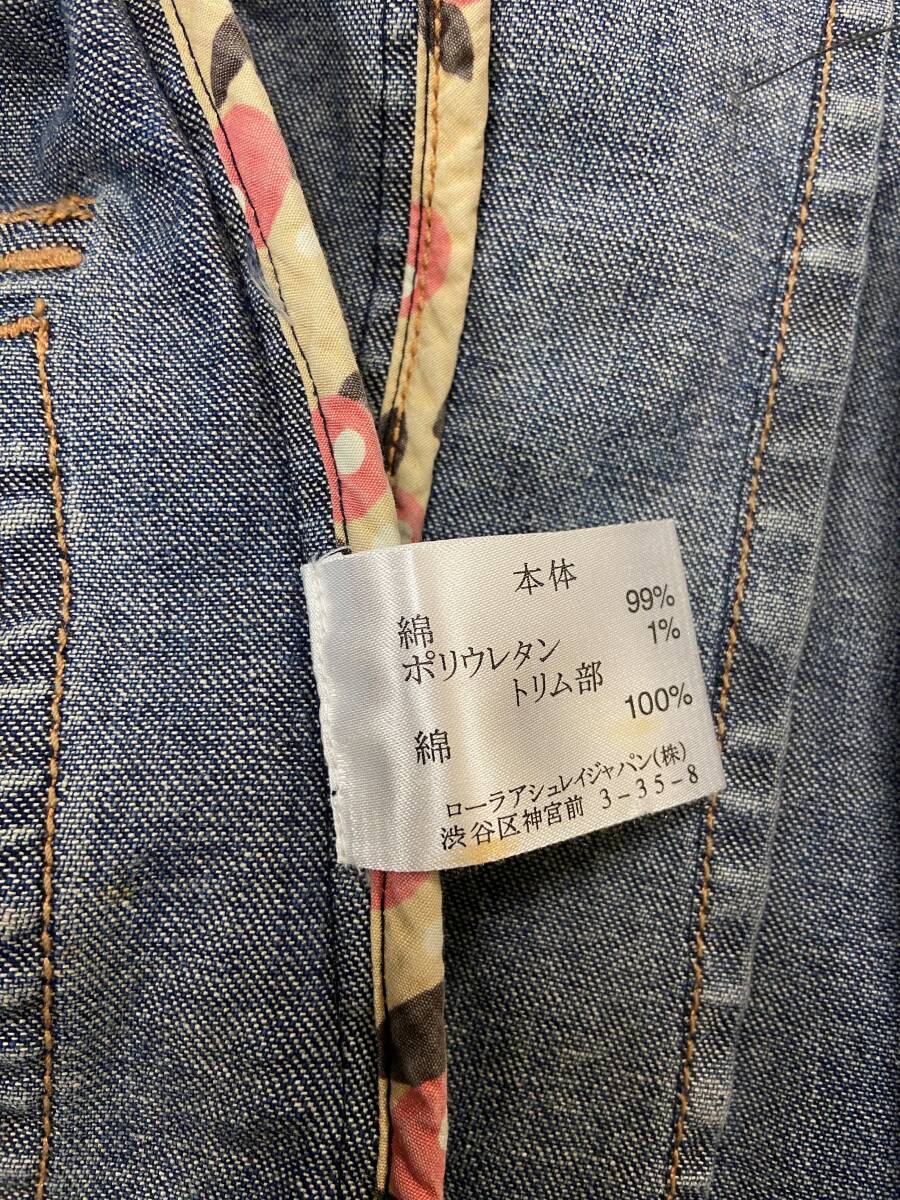 本体
綿 99%
ポリウレタン 1%
トリム部
綿 100%
ローラアシュレイジャパン(株)
渋谷区神宮前 3-35-8